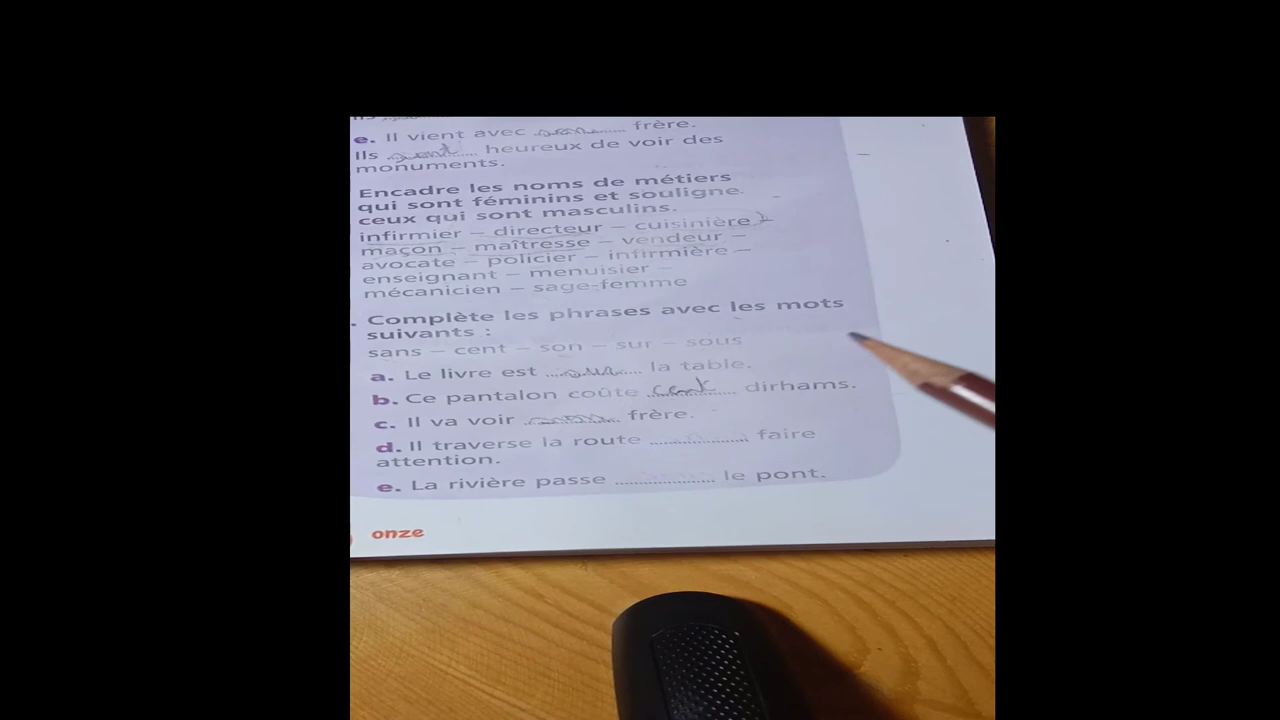 e. Il vient avec ............ frère.
Ils sont heureux de voir des
monuments.
Encadre les noms de métiers
qui sont féminins et souligne
ceux qui sont masculins.
infirmier – directeur – cuisinière –
maçon – maîtresse – vendeur –
avocate – policier – infirmière –
enseignant – menuisier –
mécanicien – sage-femme
. Complète les phrases avec les mots
suivants :
sans – cent – son – sur – sous
a. Le livre est ............ la table.
b. Ce pantalon coûte cent dirhams.
c. Il va voir ............ frère.
d. Il traverse la route .................. faire
attention.
e. La rivière passe .................. le pont.
onze